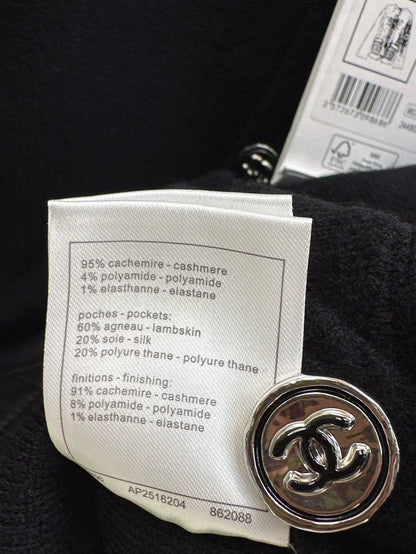 95% cachemire - cashmere
4% polyamide - polyamide
1% elasthanne - elastane
poches - pockets:
60% agneau - lambskin
20% soie - silk
20% polyure thane - polyure thane
finitions - finishing:
91% cachemire - cashmere
8% polyamide - polyamide
1% elasthanne - elastane
AP2516204 862088
FSC